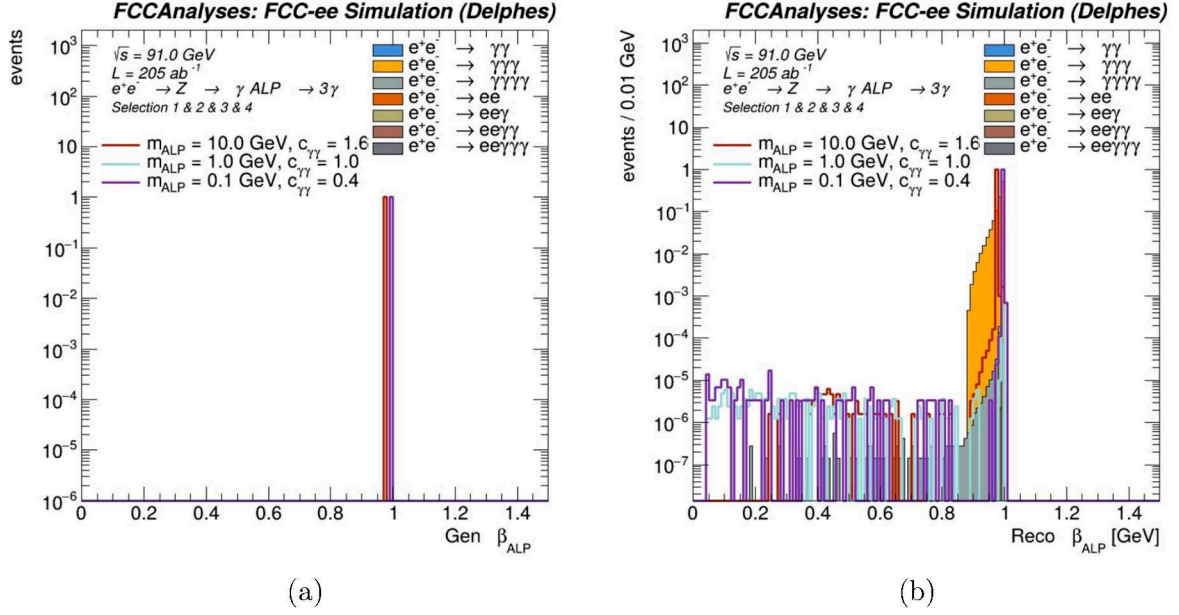 FCCAnalyses: FCC-ee Simulation (Delphes)
events
10³
10²
10
1
10⁻¹
10⁻²
10⁻³
10⁻⁴
10⁻⁵
10⁻⁶
√s = 91.0 GeV
L = 205 ab⁻¹
e⁺e⁻ → Z → γ ALP → 3γ
Selection 1 & 2 & 3 & 4
m_ALP = 10.0 GeV, c_γγ = 1.6
m_ALP = 1.0 GeV, c_γγ = 1.0
m_ALP = 0.1 GeV, c_γγ = 0.4
e⁺e⁻ → γγ
e⁺e⁻ → γγγ
e⁺e⁻ → γγγγ
e⁺e⁻ → ee
e⁺e⁻ → eeγ
e⁺e⁻ → eeγγ
e⁺e⁻ → eeγγγ
0 0.2 0.4 0.6 0.8 1 1.2 1.4
Gen β_ALP
(a)
FCCAnalyses: FCC-ee Simulation (Delphes)
events / 0.01 GeV
10³
10²
10
1
10⁻¹
10⁻²
10⁻³
10⁻⁴
10⁻⁵
10⁻⁶
10⁻⁷
√s = 91.0 GeV
L = 205 ab⁻¹
e⁺e⁻ → Z → γ ALP → 3γ
Selection 1 & 2 & 3 & 4
m_ALP = 10.0 GeV, c_γγ = 1.6
m_ALP = 1.0 GeV, c_γγ = 1.0
m_ALP = 0.1 GeV, c_γγ = 0.4
e⁺e⁻ → γγ
e⁺e⁻ → γγγ
e⁺e⁻ → γγγγ
e⁺e⁻ → ee
e⁺e⁻ → eeγ
e⁺e⁻ → eeγγ
e⁺e⁻ → eeγγγ
0 0.2 0.4 0.6 0.8 1 1.2 1.4
Reco β_ALP [GeV]
(b)